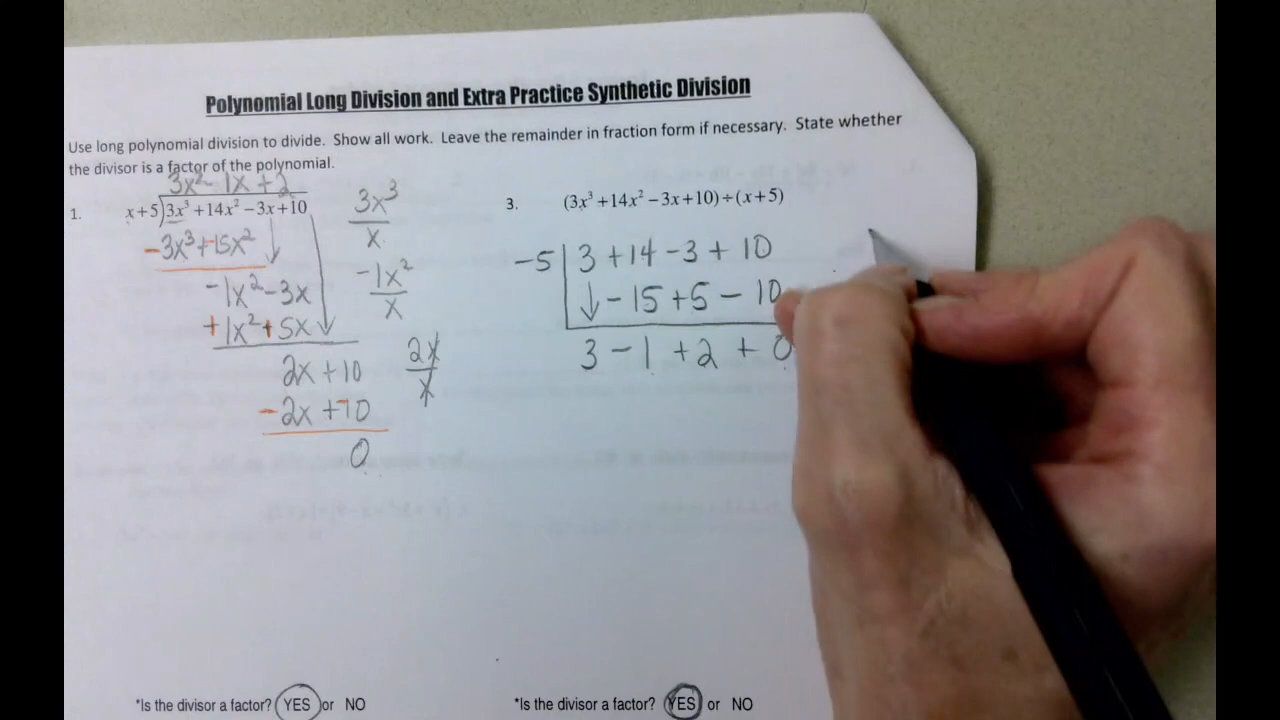 Polynomial Long Division and Extra Practice Synthetic Division
Use long polynomial division to divide. Show all work. Leave the remainder in fraction form if necessary. State whether
the divisor is a factor of the polynomial.
3x² - 1x + 2
1. x+5)3x³+14x²−3x+10
-3x³+-15x²
-1x²-3x
+1x²+5x
2x+10
-2x+-10
0
3x³
x
-1x²
x
2x
x
*Is the divisor a factor? YES or NO
3. (3x³+14x²−3x+10)÷(x+5)
-5 3 +14 -3 + 10
↓ -15 +5 - 10
3 -1 +2 + 0
*Is the divisor a factor? YES or NO